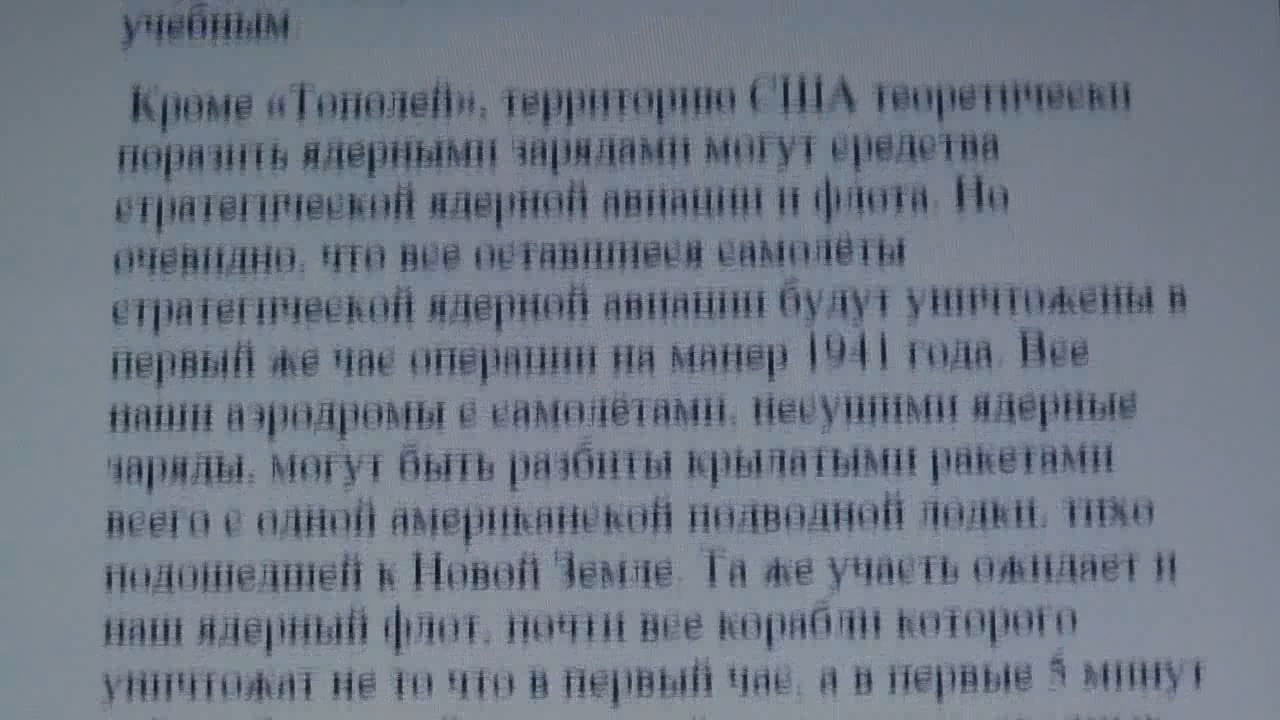 учебным
Кроме «Тополей», территорию США теоретически
поразить ядерными зарядами могут средства
стратегической ядерной авиации и флота. Но
очевидно, что все оставшиеся самолёты
стратегической ядерной авиации будут уничтожены в
первый же час операции на манер 1941 года. Все
наши аэродромы с самолётами, несущими ядерные
заряды, могут быть разбиты крылатыми ракетами
всего с одной американской подводной лодки, тихо
подошедшей к Новой Земле. Та же участь ожидает и
наш ядерный флот, почти все корабли которого
уничтожат не то что в первый час, а в первые 5 минут